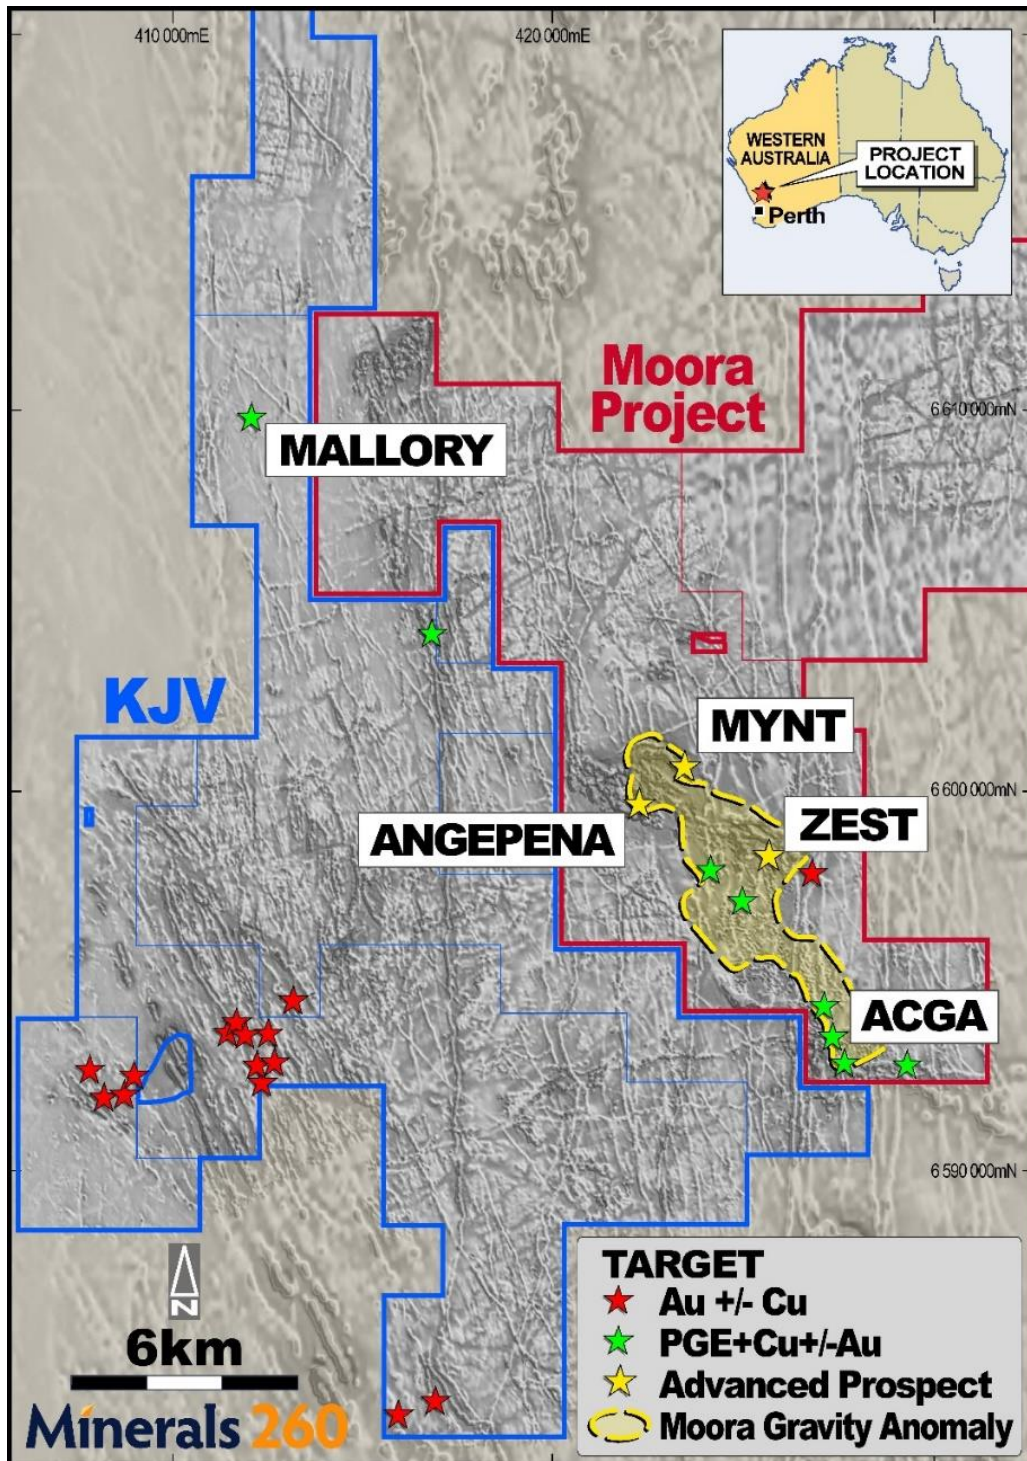 410 000mE
420 000mE
WESTERN
AUSTRALIA
PROJECT
LOCATION
Perth
Moora
Project
6 610 000mN
MALLORY
KJV
MYNT
6 600 000mN
ZEST
ANGEPENA
ACGA
6 590 000mN
N
6km
Minerals 260
TARGET
Au +/- Cu
PGE+Cu+/-Au
Advanced Prospect
Moora Gravity Anomaly